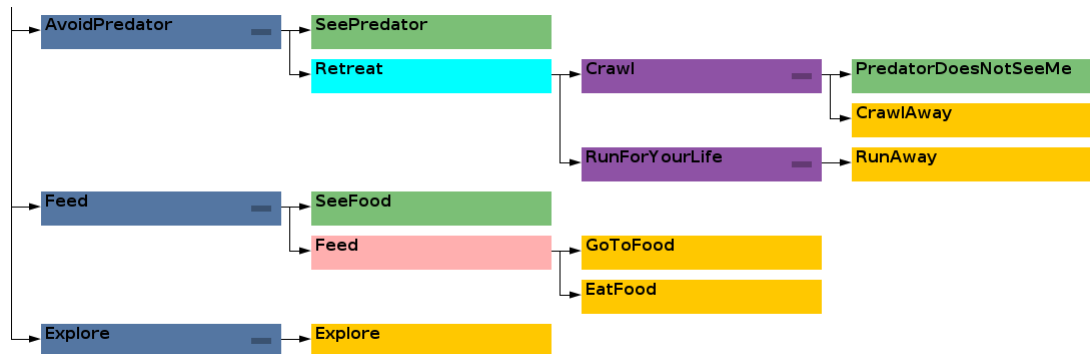 AvoidPredator
SeePredator
Retreat
Crawl
PredatorDoesNotSeeMe
CrawlAway
RunForYourLife
RunAway
Feed
SeeFood
Feed
GoToFood
EatFood
Explore
Explore